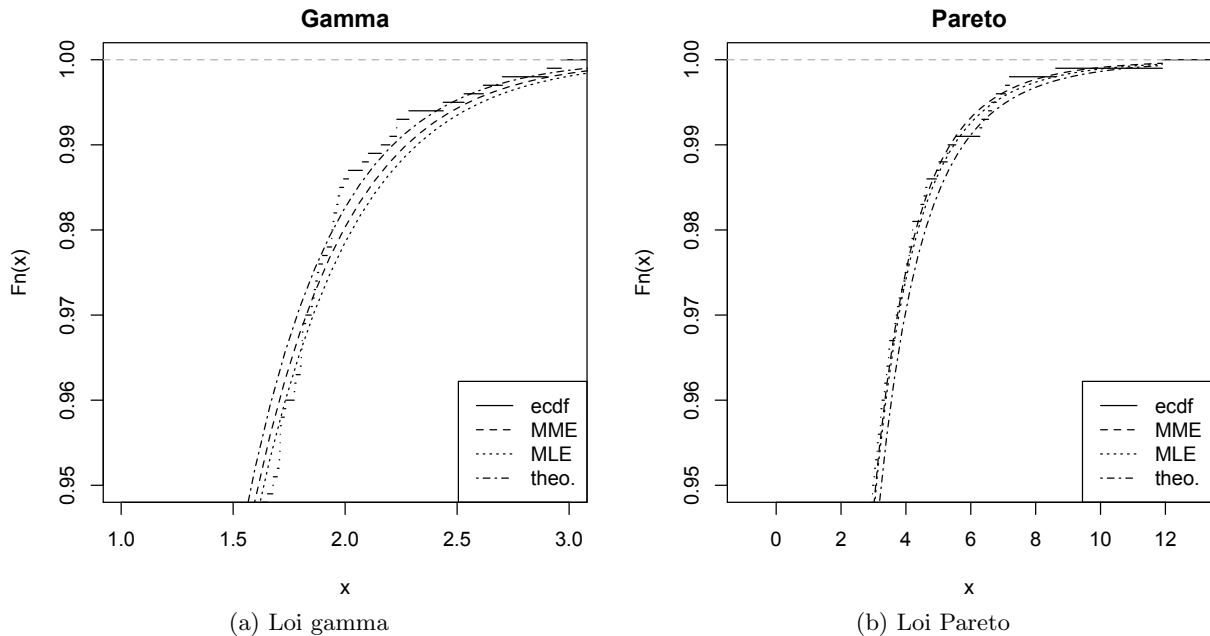 Gamma
Fn(x)
1.00
0.99
0.98
0.97
0.96
0.95
ecdf
MME
MLE
theo.
1.0 1.5 2.0 2.5 3.0
x
(a) Loi gamma
Pareto
Fn(x)
1.00
0.99
0.98
0.97
0.96
0.95
ecdf
MME
MLE
theo.
0 2 4 6 8 10 12
x
(b) Loi Pareto